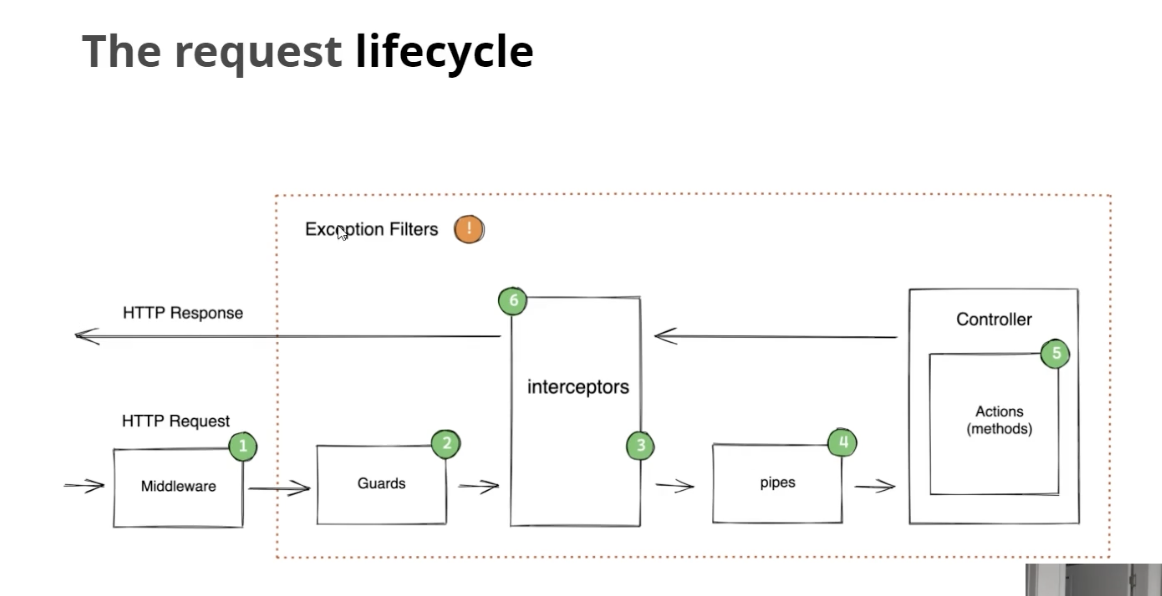 The request lifecycle
Exception Filters !
6
HTTP Response
Controller
5
interceptors
Actions
(methods)
HTTP Request
1
2
3
4
Middleware
Guards
pipes